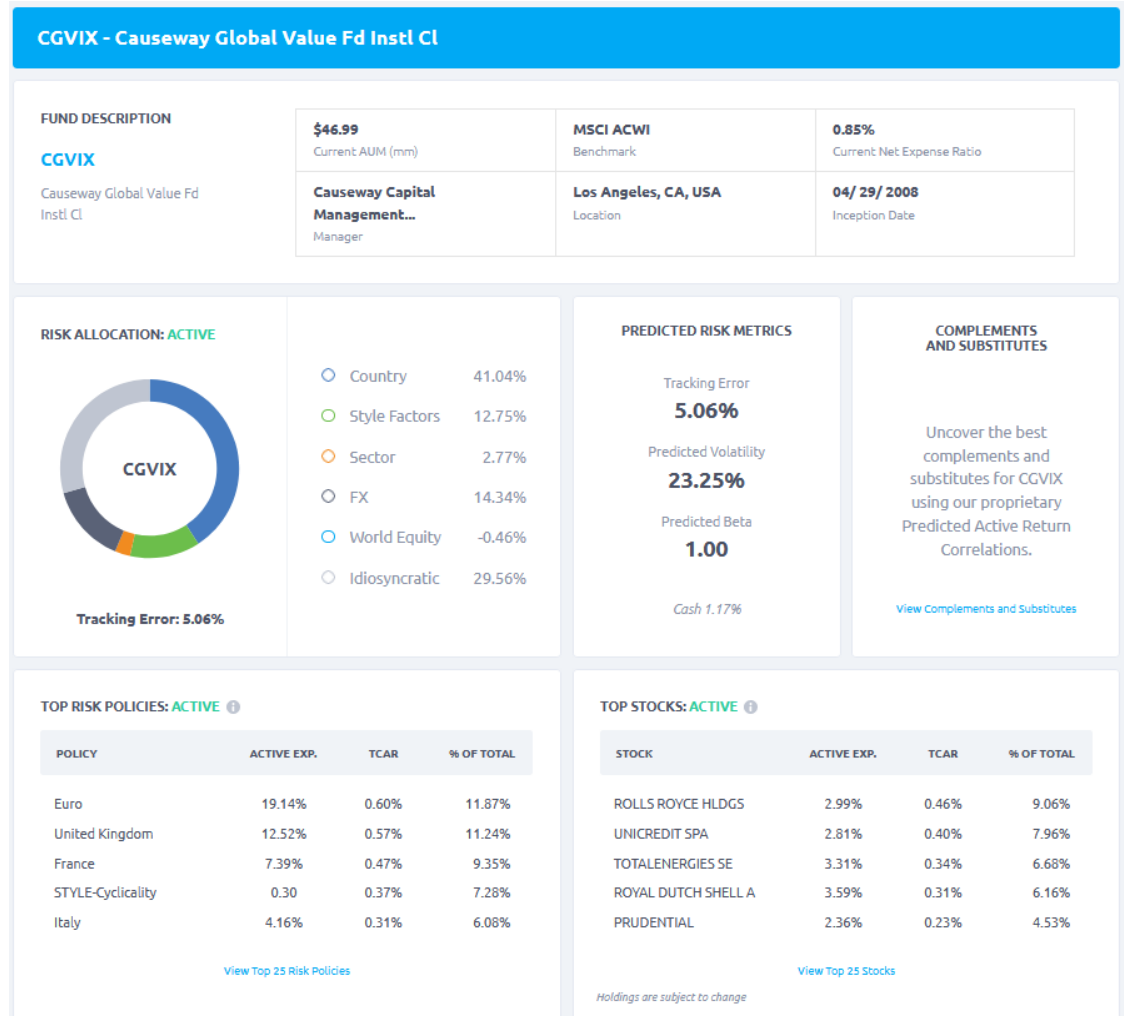 CGVIX - Causeway Global Value Fd Instl Cl
FUND DESCRIPTION
CGVIX
Causeway Global Value Fd
Instl Cl
$46.99
Current AUM (mm)
MSCI ACWI
Benchmark
0.85%
Current Net Expense Ratio
Causeway Capital
Management...
Manager
Los Angeles, CA, USA
Location
04/ 29/ 2008
Inception Date
RISK ALLOCATION: ACTIVE
CGVIX
Tracking Error: 5.06%
Country 41.04%
Style Factors 12.75%
Sector 2.77%
FX 14.34%
World Equity -0.46%
Idiosyncratic 29.56%
PREDICTED RISK METRICS
Tracking Error
5.06%
Predicted Volatility
23.25%
Predicted Beta
1.00
Cash 1.17%
COMPLEMENTS
AND SUBSTITUTES
Uncover the best
complements and
substitutes for CGVIX
using our proprietary
Predicted Active Return
Correlations.
View Complements and Substitutes
TOP RISK POLICIES: ACTIVE i
POLICY ACTIVE EXP. TCAR % OF TOTAL
Euro 19.14% 0.60% 11.87%
United Kingdom 12.52% 0.57% 11.24%
France 7.39% 0.47% 9.35%
STYLE-Cyclicality 0.30 0.37% 7.28%
Italy 4.16% 0.31% 6.08%
View Top 25 Risk Policies
TOP STOCKS: ACTIVE i
STOCK ACTIVE EXP. TCAR % OF TOTAL
ROLLS ROYCE HLDGS 2.99% 0.46% 9.06%
UNICREDIT SPA 2.81% 0.40% 7.96%
TOTALENERGIES SE 3.31% 0.34% 6.68%
ROYAL DUTCH SHELL A 3.59% 0.31% 6.16%
PRUDENTIAL 2.36% 0.23% 4.53%
View Top 25 Stocks
Holdings are subject to change